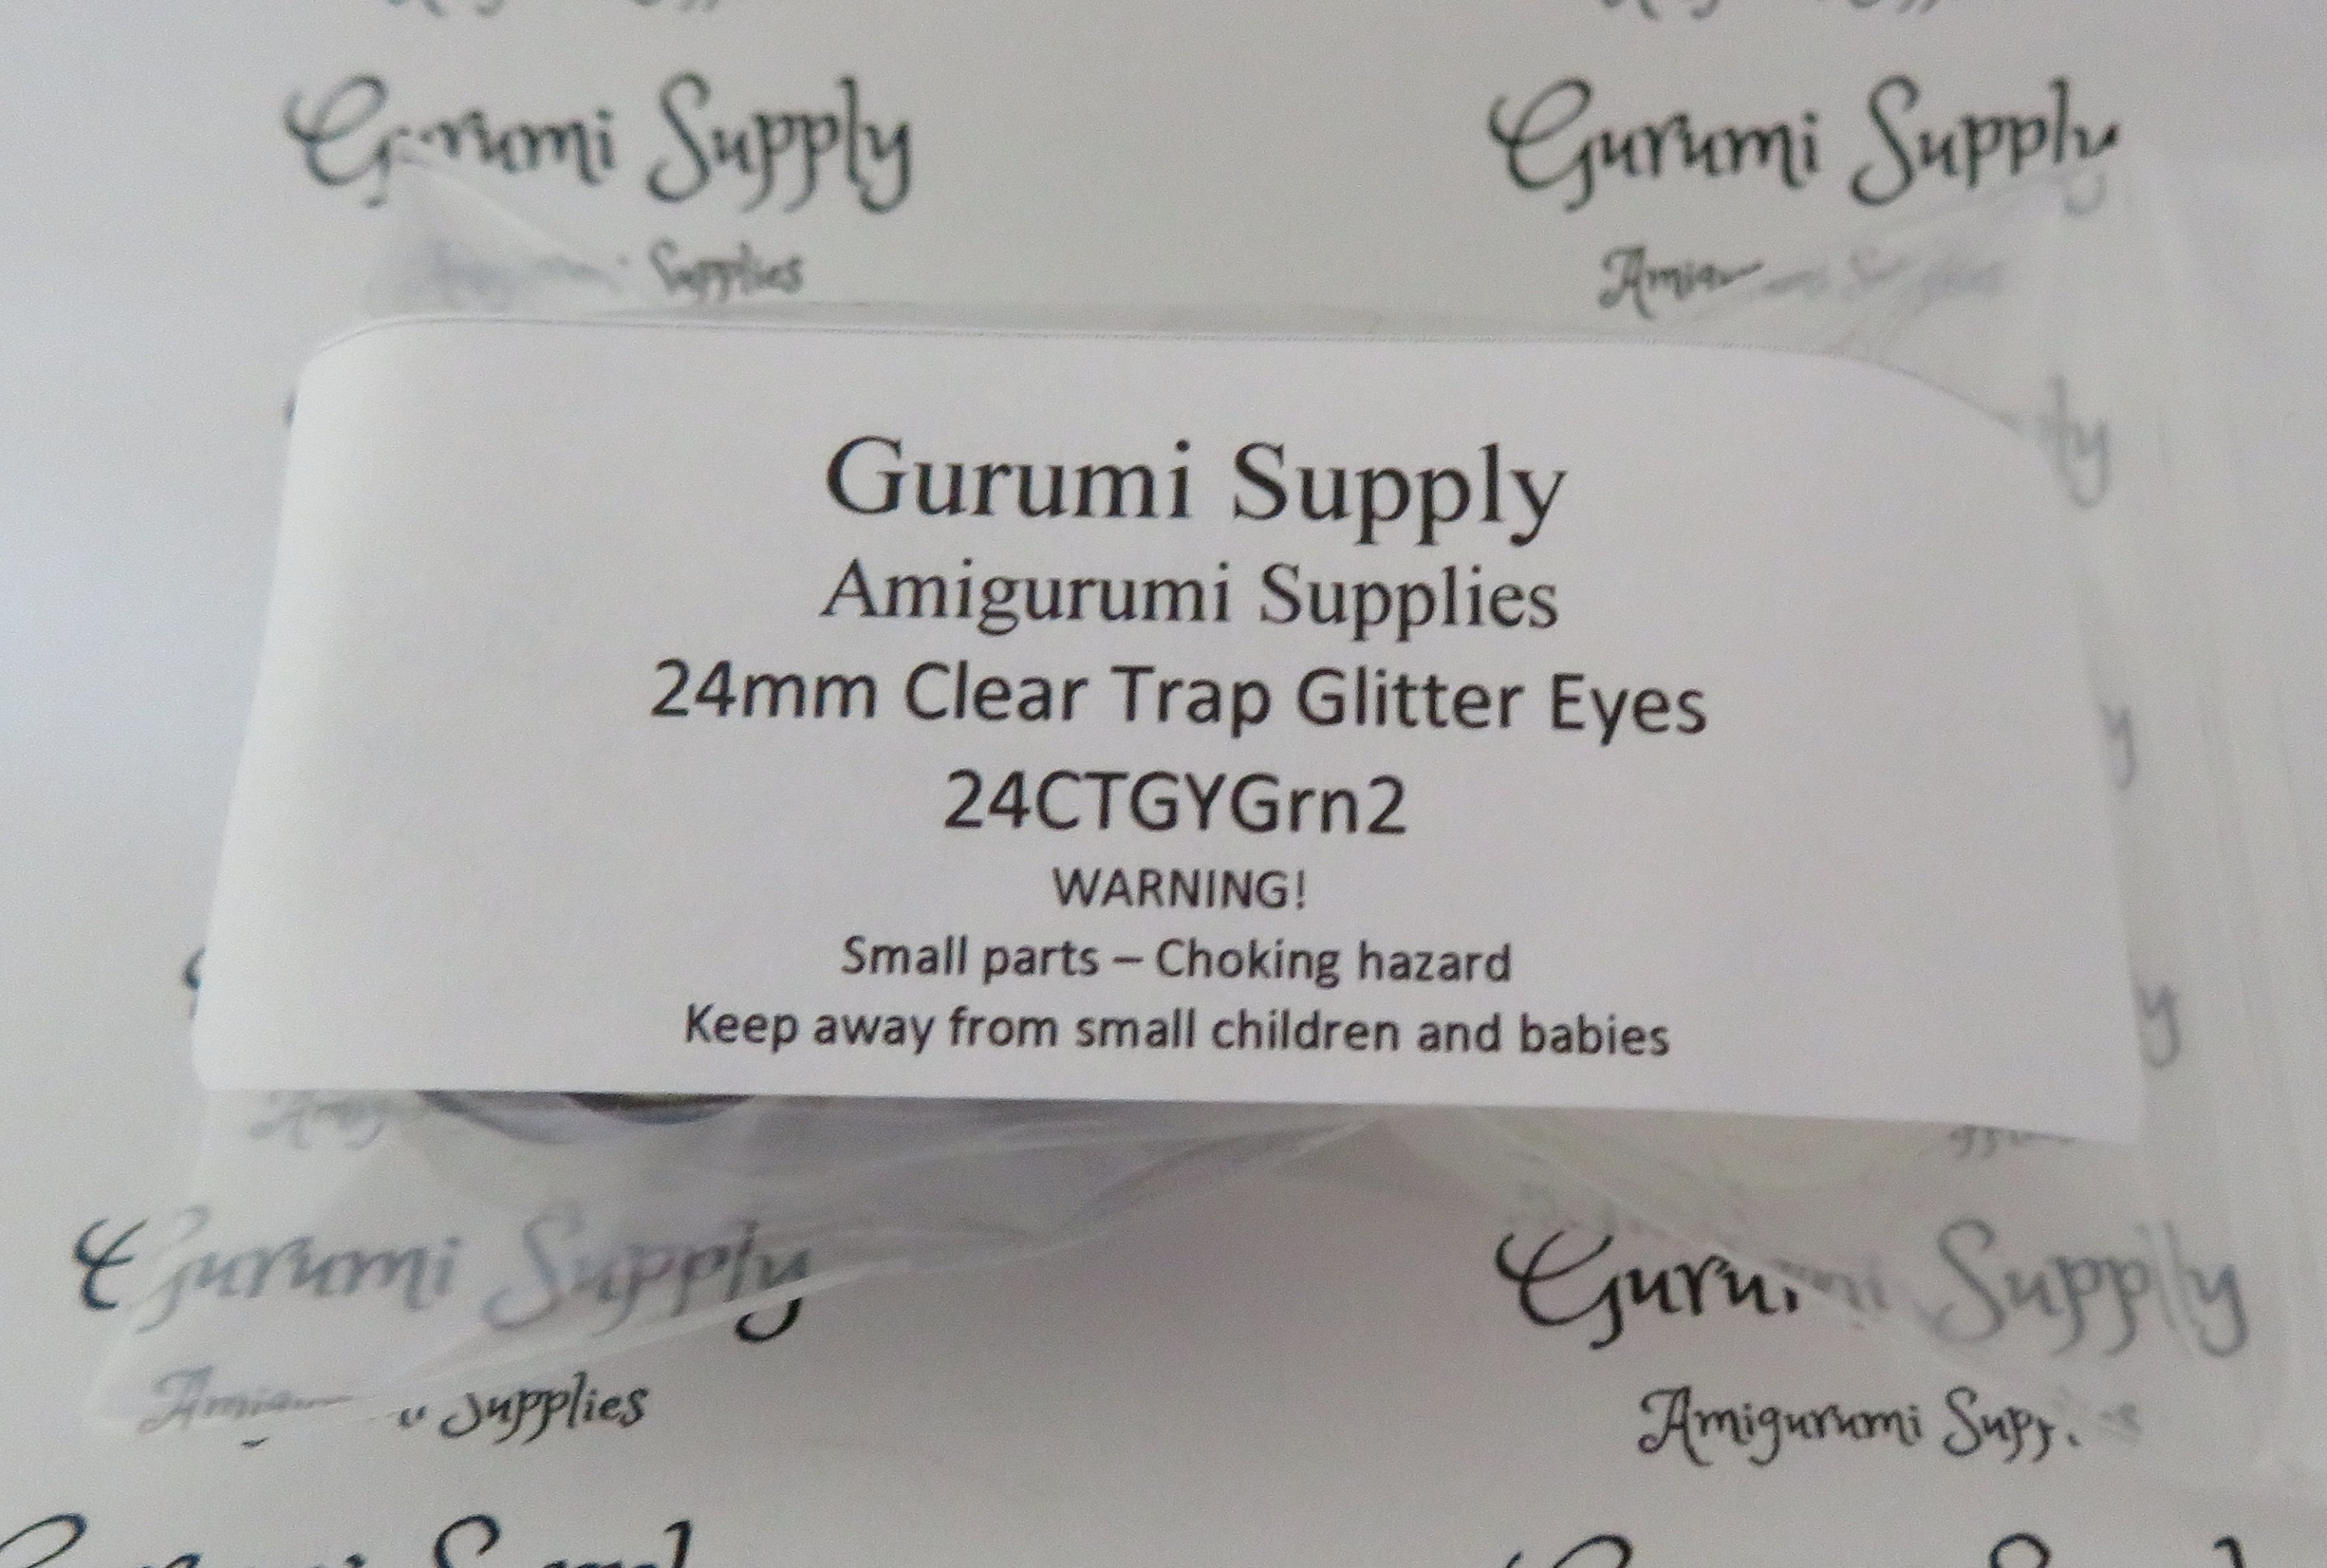 Gurumi Supply
Gurumi Supply
Supplies
Gurumi Supply
Amigurumi Supplies
24mm Clear Trap Glitter Eyes
24CTGYGrn2
WARNING!
Small parts – Choking hazard
Keep away from small children and babies
Gurumi Supply
Gurumi Supply
Supplies
Amigurumi